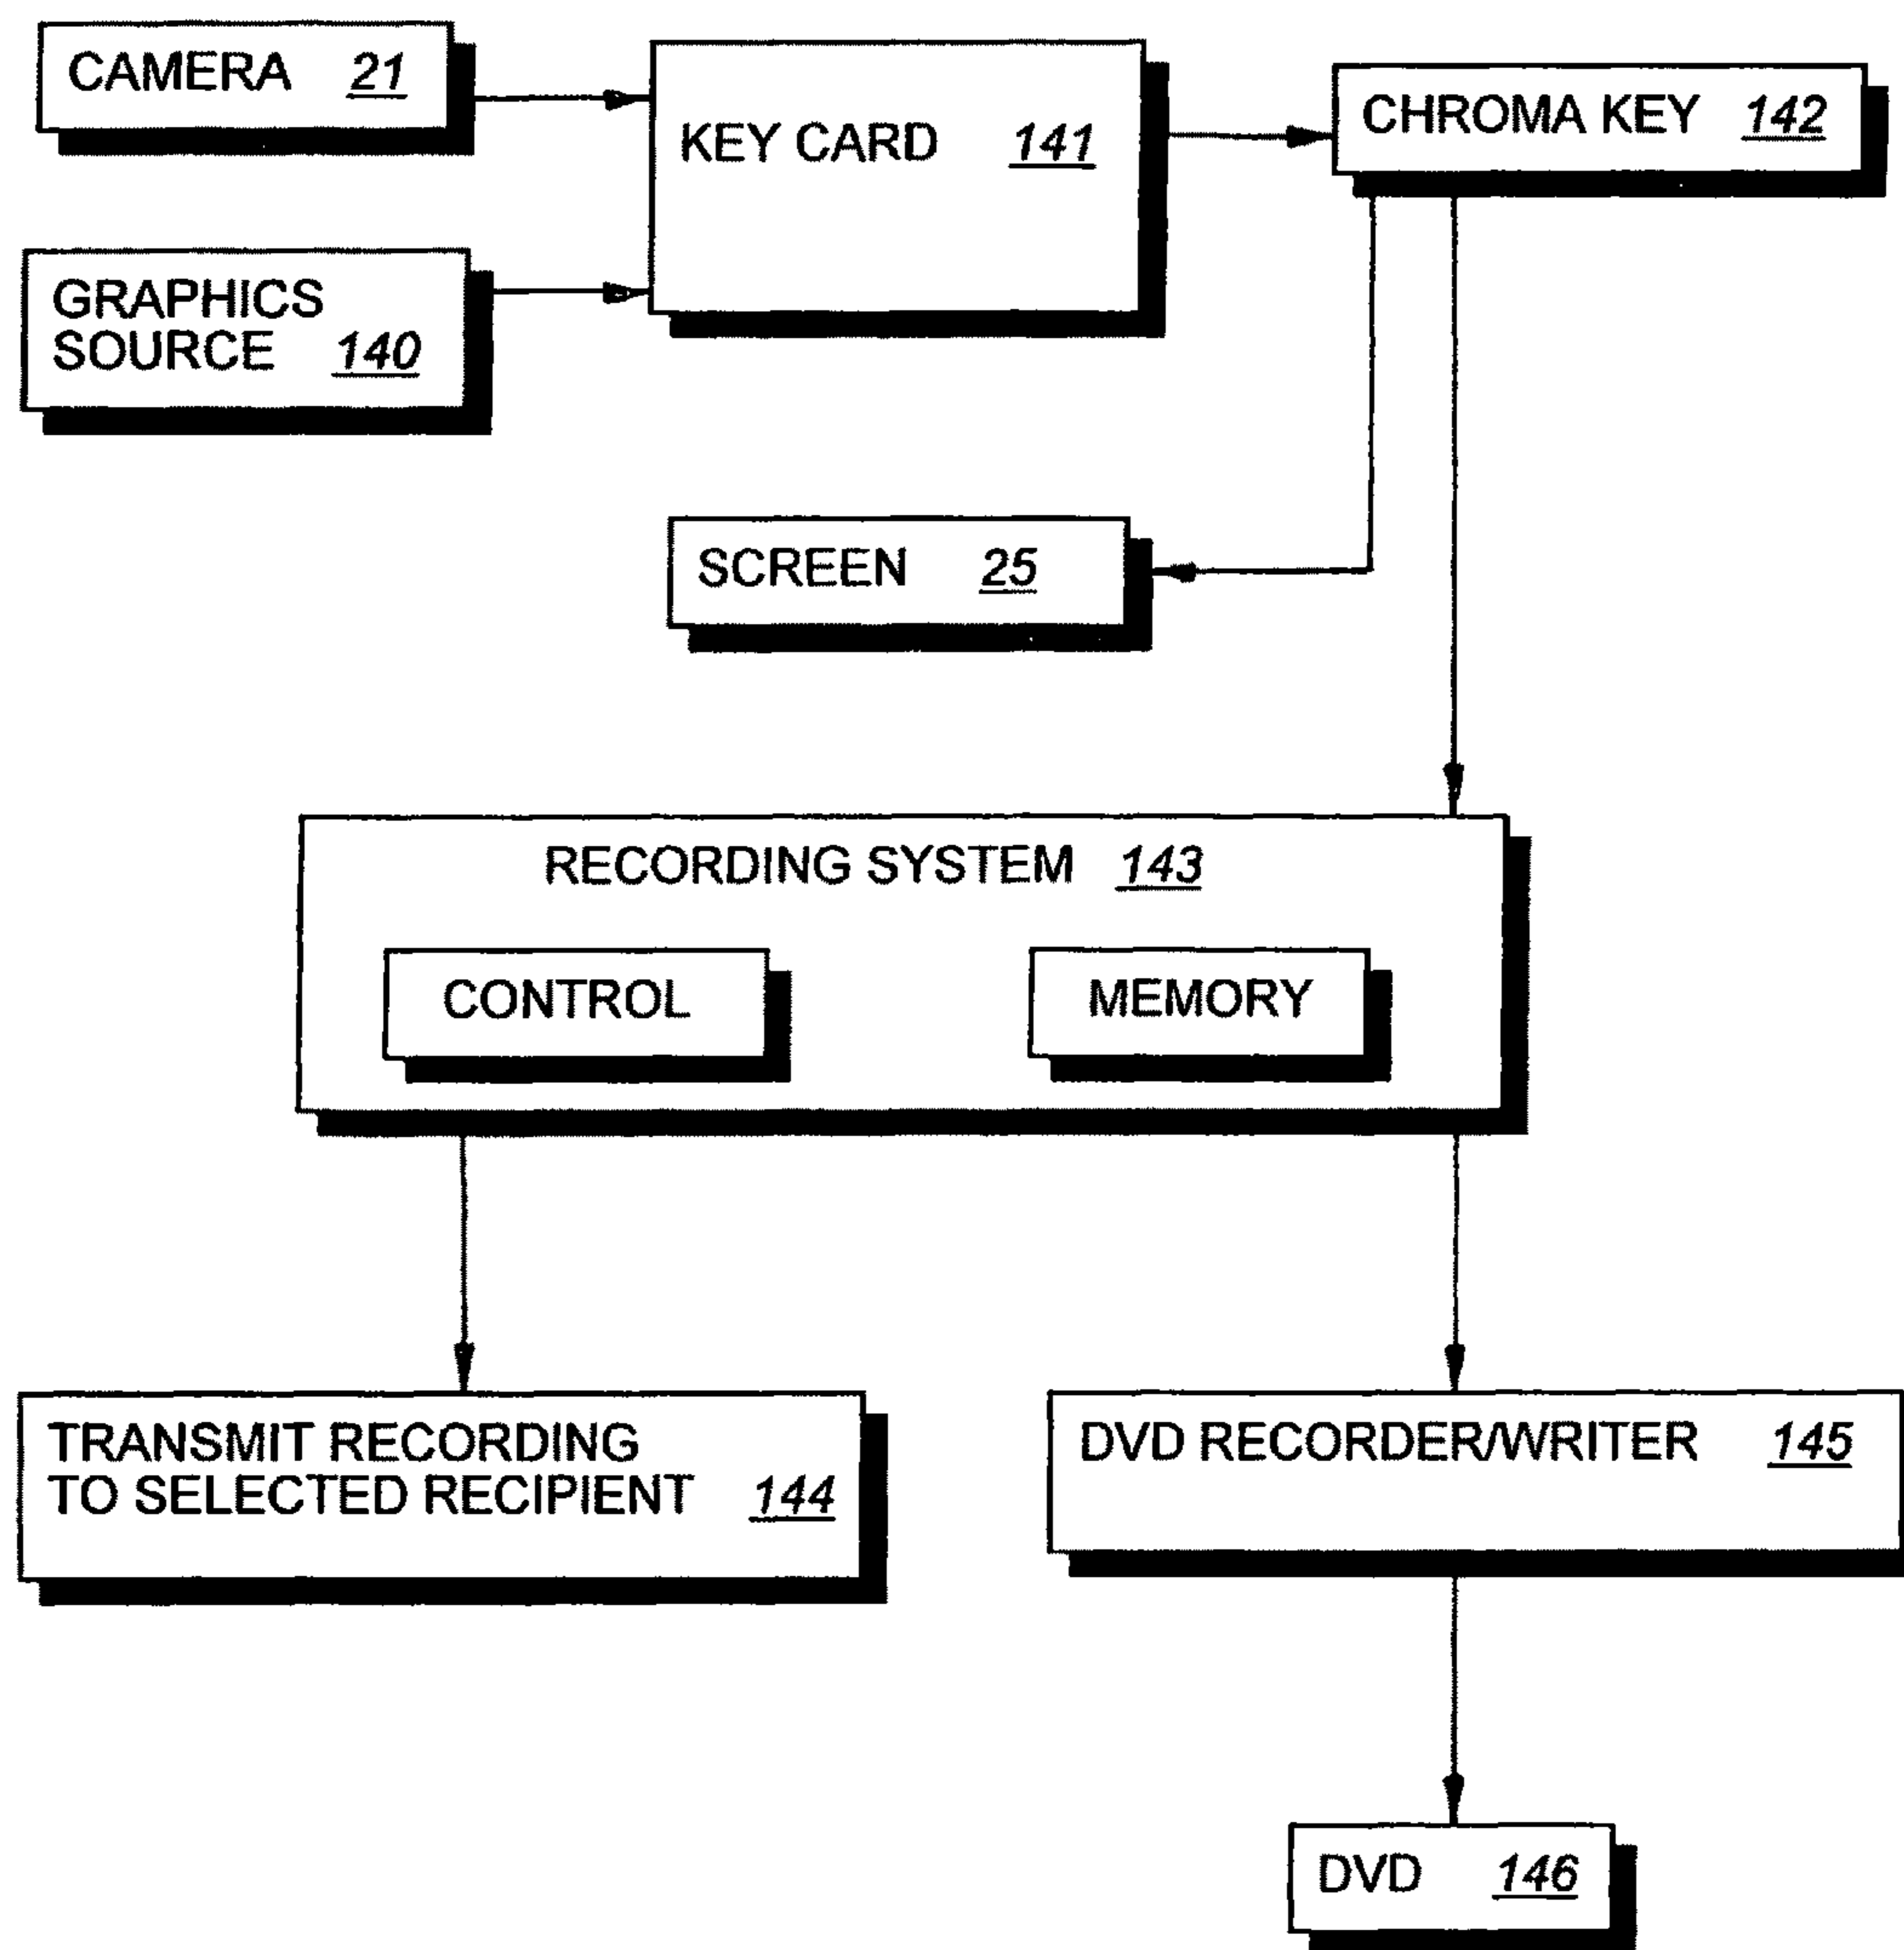 CAMERA 21
KEY CARD 141
CHROMA KEY 142
GRAPHICS
SOURCE 140
SCREEN 25
RECORDING SYSTEM 143
CONTROL
MEMORY
TRANSMIT RECORDING
TO SELECTED RECIPIENT 144
DVD RECORDER/WRITER 145
DVD 146